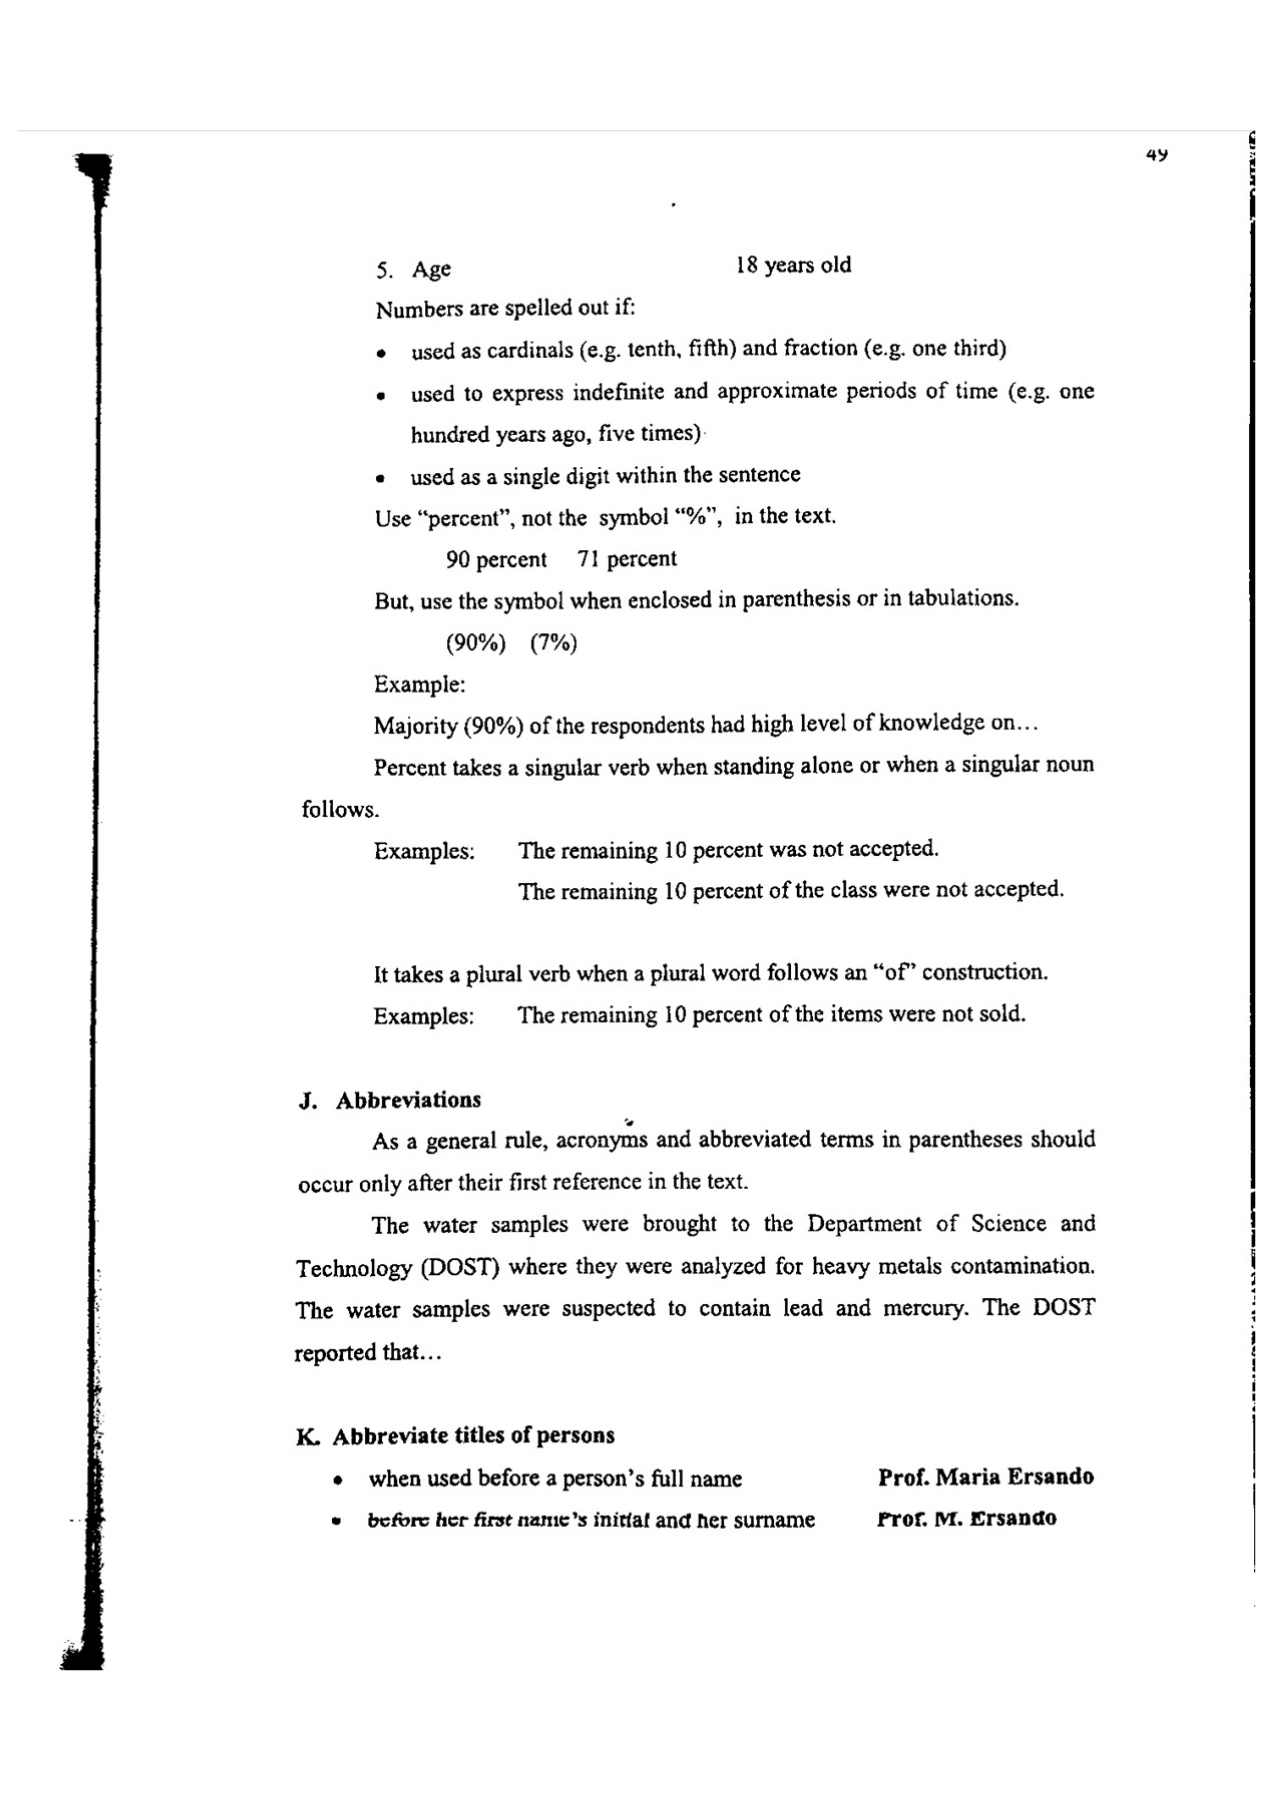 49
5. Age 18 years old
Numbers are spelled out if:
• used as cardinals (e.g. tenth, fifth) and fraction (e.g. one third)
• used to express indefinite and approximate periods of time (e.g. one
hundred years ago, five times)
• used as a single digit within the sentence
Use “percent”, not the symbol “%”, in the text.
90 percent 71 percent
But, use the symbol when enclosed in parenthesis or in tabulations.
(90%) (7%)
Example:
Majority (90%) of the respondents had high level of knowledge on…
Percent takes a singular verb when standing alone or when a singular noun
follows.
Examples: The remaining 10 percent was not accepted.
The remaining 10 percent of the class were not accepted.
It takes a plural verb when a plural word follows an “of” construction.
Examples: The remaining 10 percent of the items were not sold.
J. Abbreviations
As a general rule, acronyms and abbreviated terms in parentheses should
occur only after their first reference in the text.
The water samples were brought to the Department of Science and
Technology (DOST) where they were analyzed for heavy metals contamination.
The water samples were suspected to contain lead and mercury. The DOST
reported that…
K. Abbreviate titles of persons
• when used before a person’s full name Prof. Maria Ersando
• before her first name’s initial and her surname Prof. M. Ersando